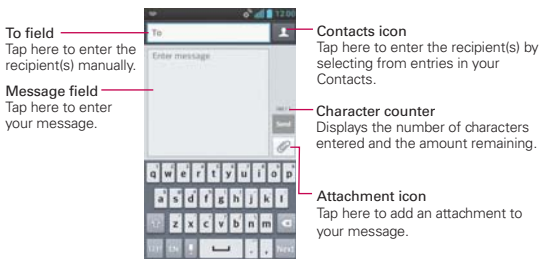 To field
Tap here to enter the
recipient(s) manually.
Message field
Tap here to enter
your message.
12:00
To
Enter message
Send
q w e r t y u i o p
a s d f g h j k l
z x c v b n m
EN . , Next
Contacts icon
Tap here to enter the recipient(s) by
selecting from entries in your
Contacts.
Character counter
Displays the number of characters
entered and the amount remaining.
Attachment icon
Tap here to add an attachment to
your message.